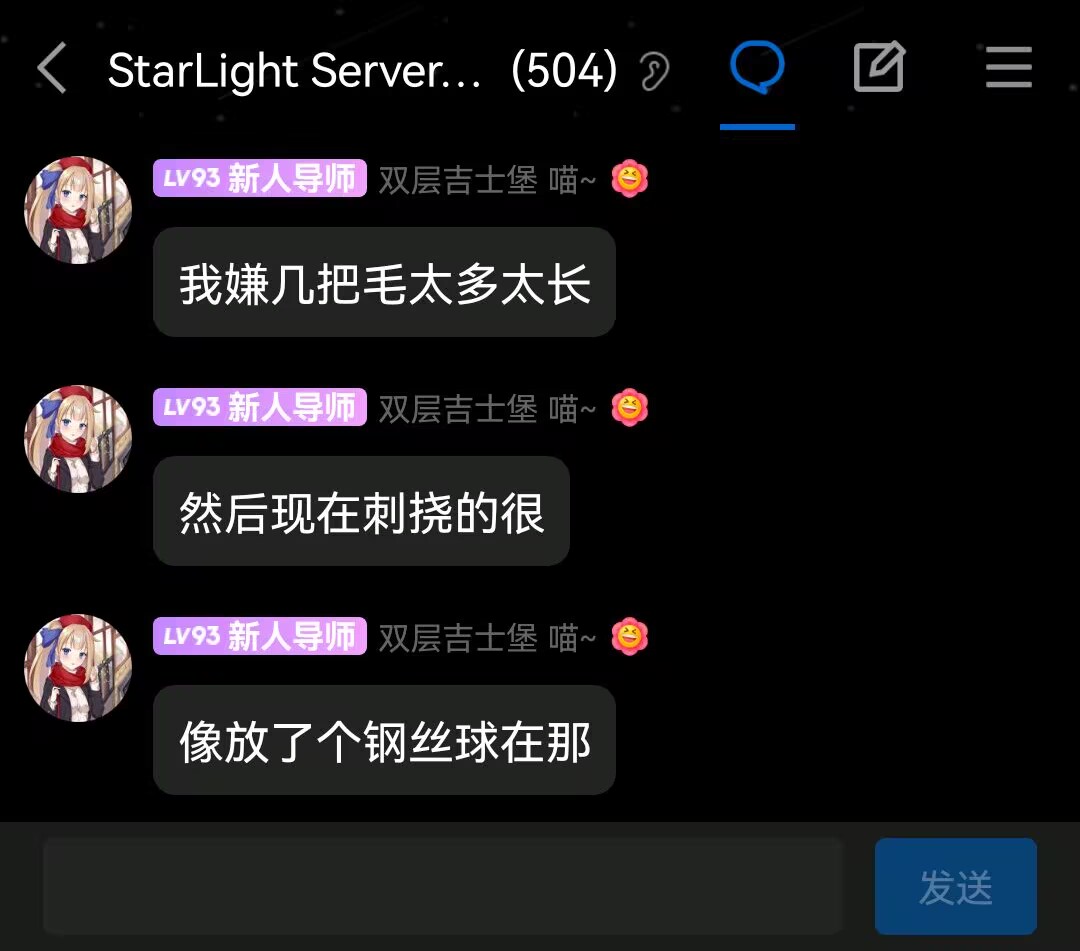 StarLight Server... (504)
LV93 新人导师 双层吉士堡 喵~
我嫌几把毛太多太长
LV93 新人导师 双层吉士堡 喵~
然后现在刺挠的很
LV93 新人导师 双层吉士堡 喵~
像放了个钢丝球在那
发送